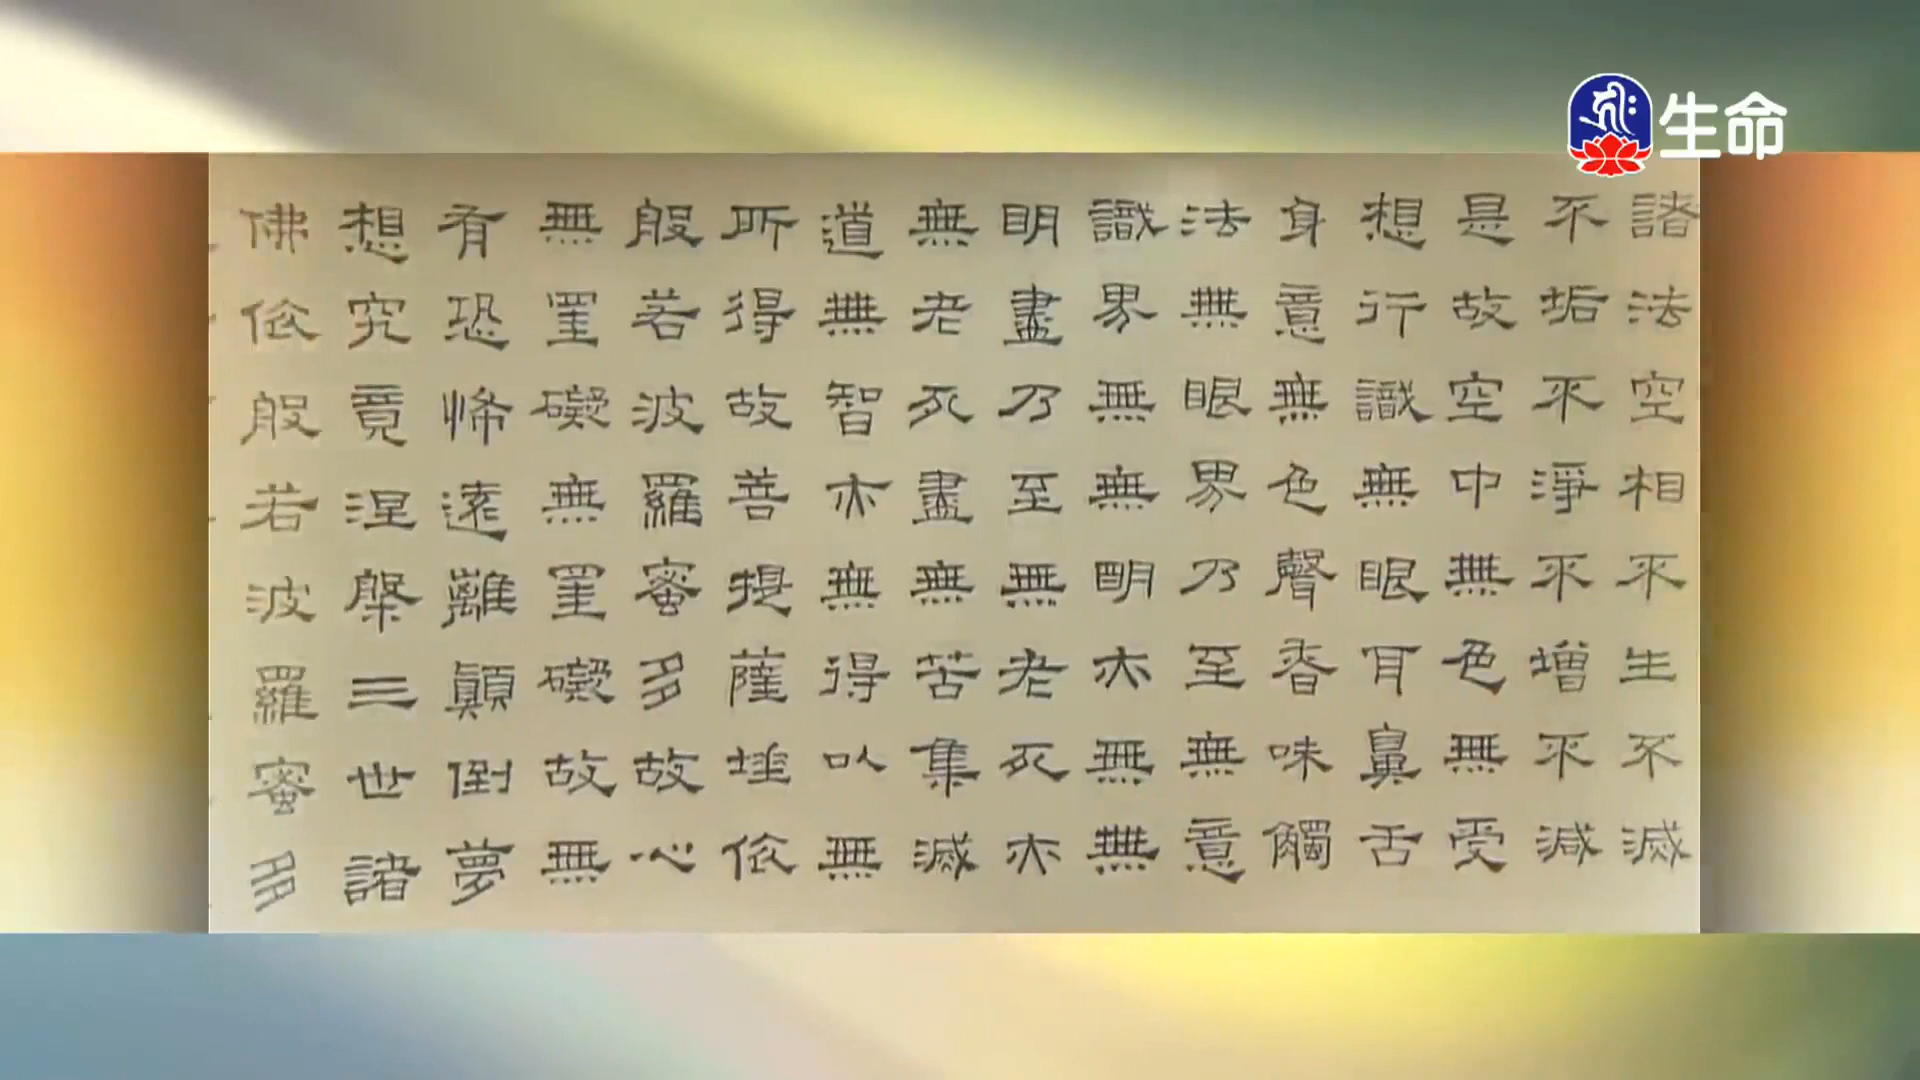 生命
諸法空相不生不滅
不垢不淨不增不減
是故空中無色無受
想行識無眼耳鼻舌
身意無色聲香味觸
法無眼界乃至無意
識界無無明亦無無
明盡乃至無老死亦
無老死盡無苦集滅
道無智亦無得以無
所得故菩提薩埵依
般若波羅蜜多故心
無罣礙無罣礙故無
有恐怖遠離顛倒夢
想究竟涅槃三世諸
佛依般若波羅蜜多